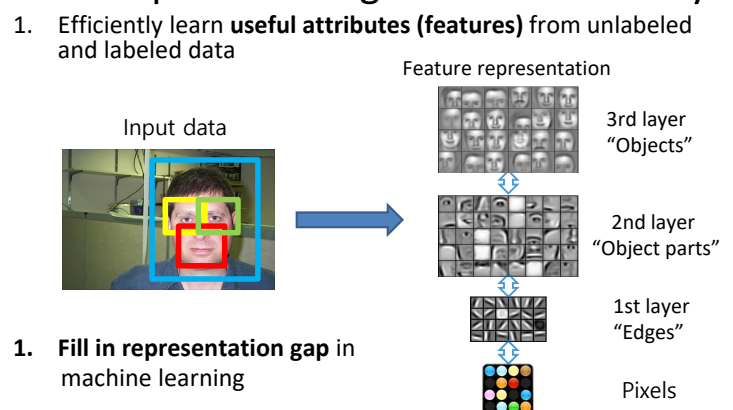 1. Efficiently learn useful attributes (features) from unlabeled
and labeled data
Feature representation
Input data
3rd layer
“Objects”
2nd layer
“Object parts”
1st layer
“Edges”
1. Fill in representation gap in
machine learning
Pixels